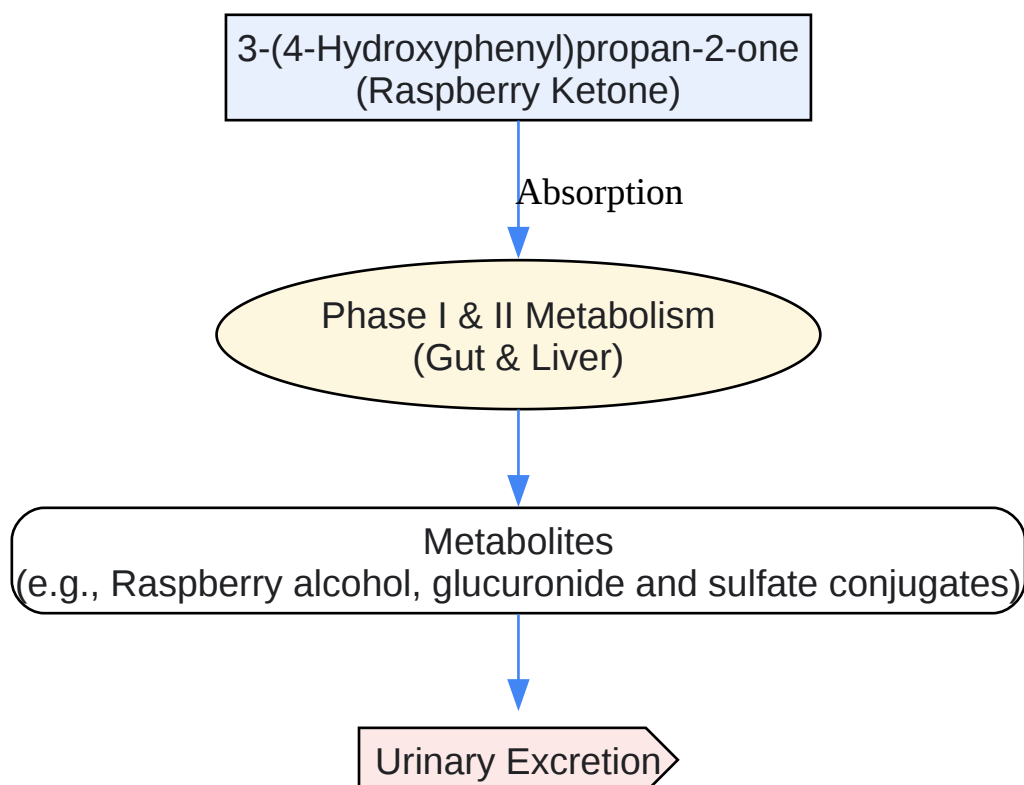 3-(4-Hydroxyphenyl)propan-2-one
(Raspberry Ketone)
Absorption
Phase I & II Metabolism
(Gut & Liver)
Metabolites
(e.g., Raspberry alcohol, glucuronide and sulfate conjugates)
Urinary Excretion